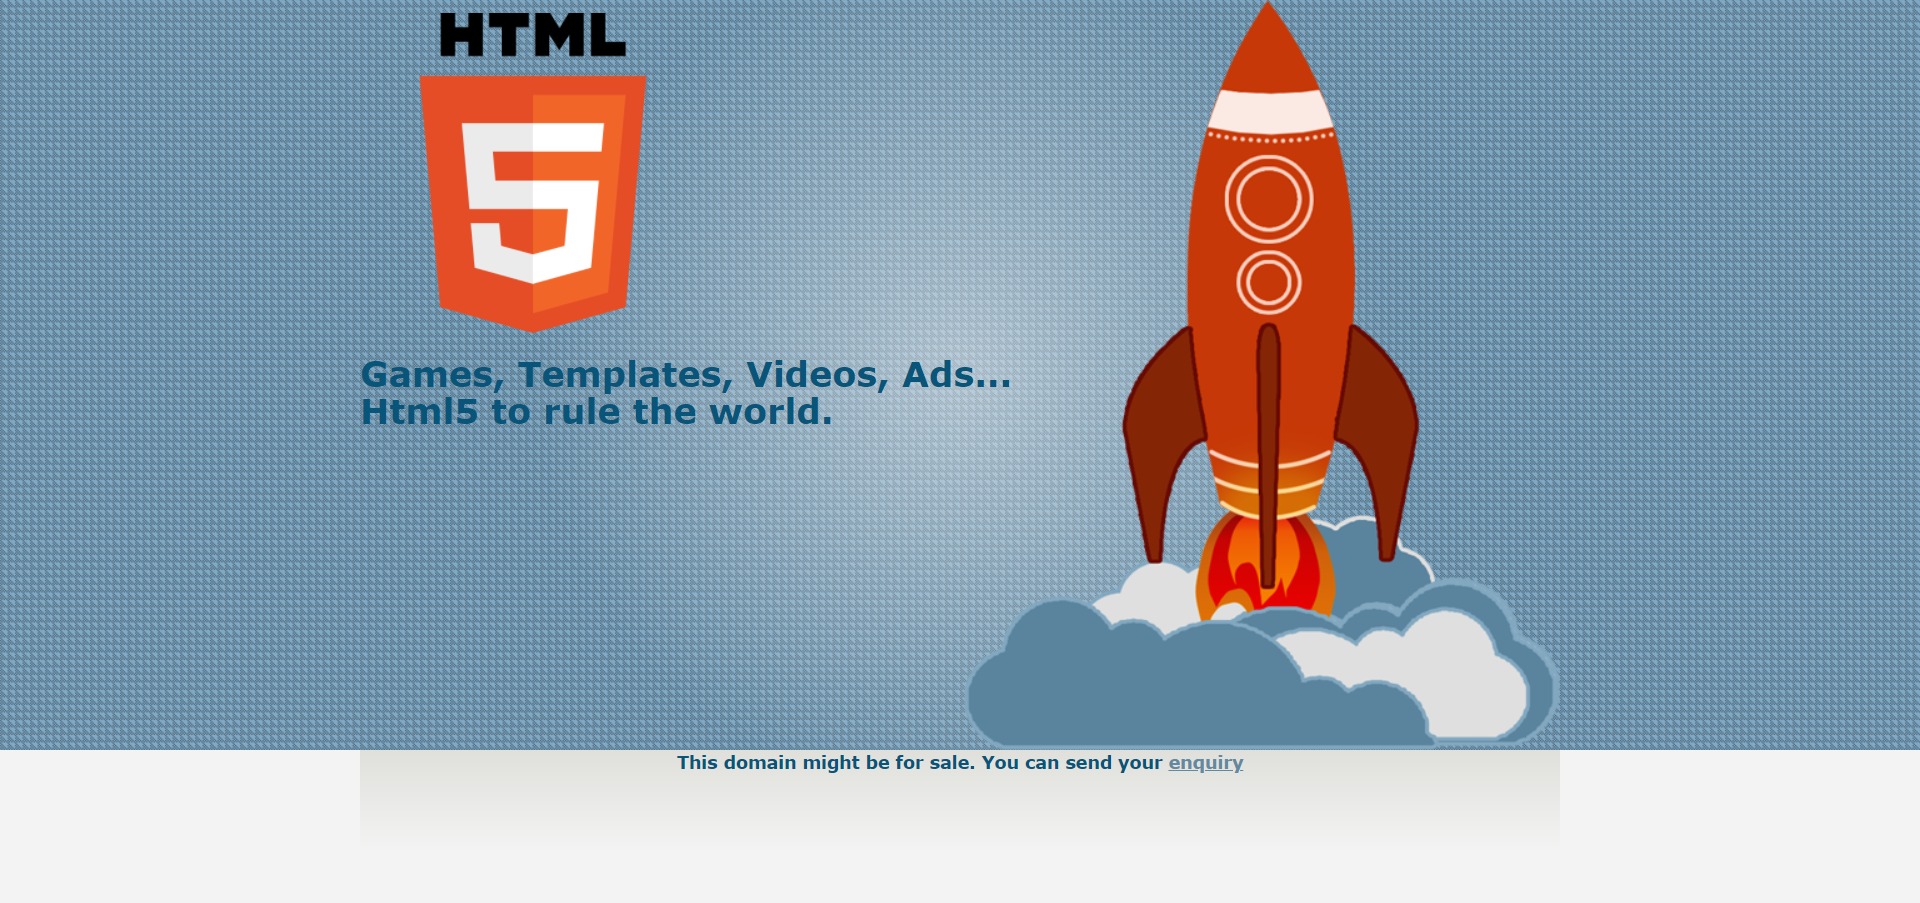 HTML
5
Games, Templates, Videos, Ads...
Html5 to rule the world.
This domain might be for sale. You can send your enquiry